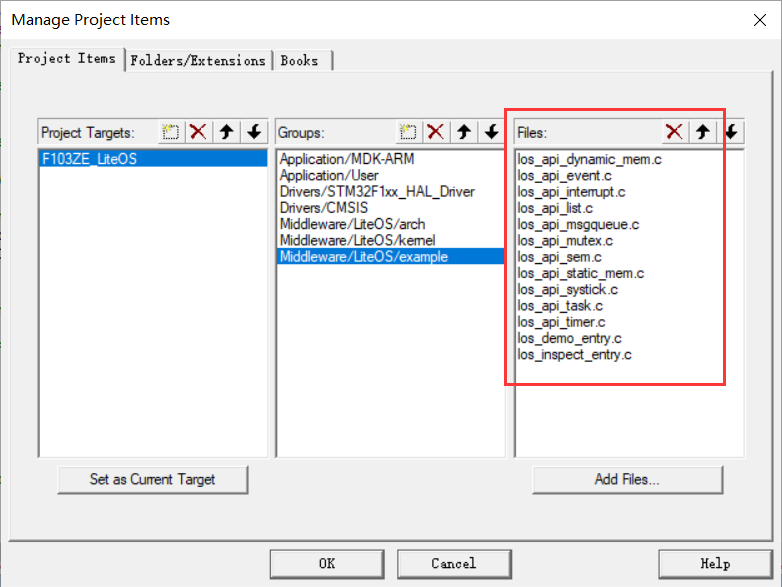 Manage Project Items
Project Items Folders/Extensions Books
Project Targets:
F103ZE_LiteOS
Groups:
Application/MDK-ARM
Application/User
Drivers/STM32F1xx_HAL_Driver
Drivers/CMSIS
Middleware/LiteOS/arch
Middleware/LiteOS/kernel
Middleware/LiteOS/example
Files:
los_api_dynamic_mem.c
los_api_event.c
los_api_interrupt.c
los_api_list.c
los_api_msgqueue.c
los_api_mutex.c
los_api_sem.c
los_api_static_mem.c
los_api_systick.c
los_api_task.c
los_api_timer.c
los_demo_entry.c
los_inspect_entry.c
Set as Current Target
Add Files...
OK Cancel Help